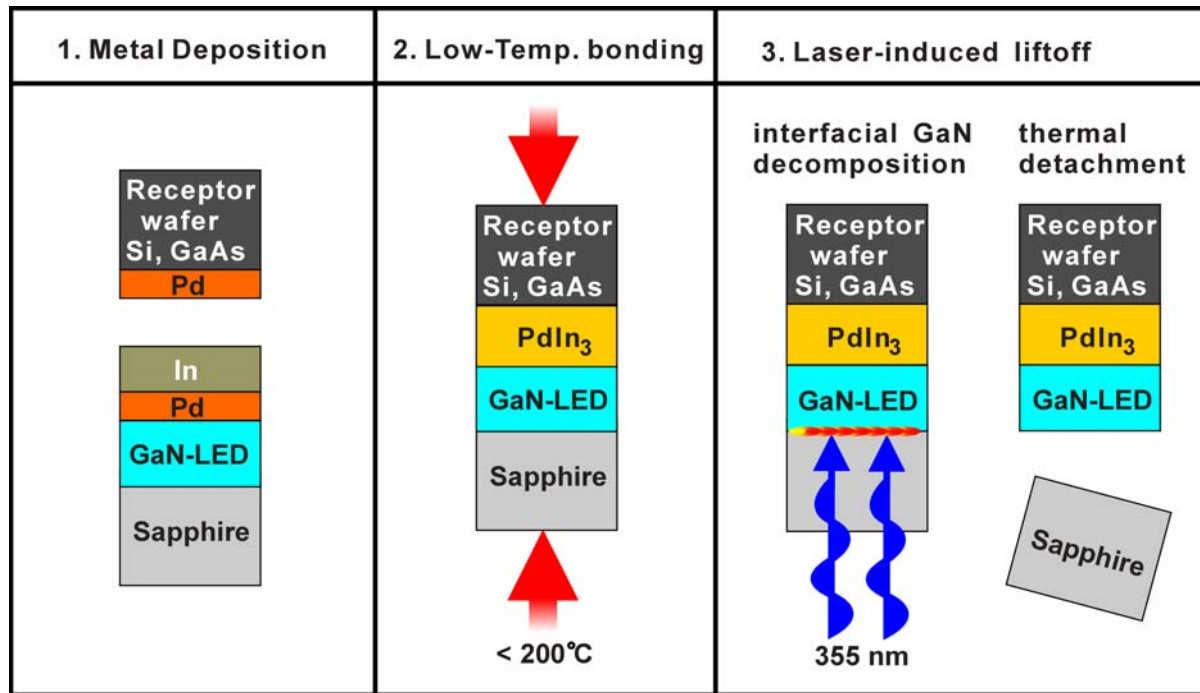 1. Metal Deposition
2. Low-Temp. bonding
3. Laser-induced liftoff
Receptor
wafer
Si, GaAs
Pd
In
Pd
GaN-LED
Sapphire
Receptor
wafer
Si, GaAs
PdIn₃
GaN-LED
Sapphire
< 200℃
interfacial GaN
decomposition
Receptor
wafer
Si, GaAs
PdIn₃
GaN-LED
355 nm
thermal
detachment
Receptor
wafer
Si, GaAs
PdIn₃
GaN-LED
Sapphire